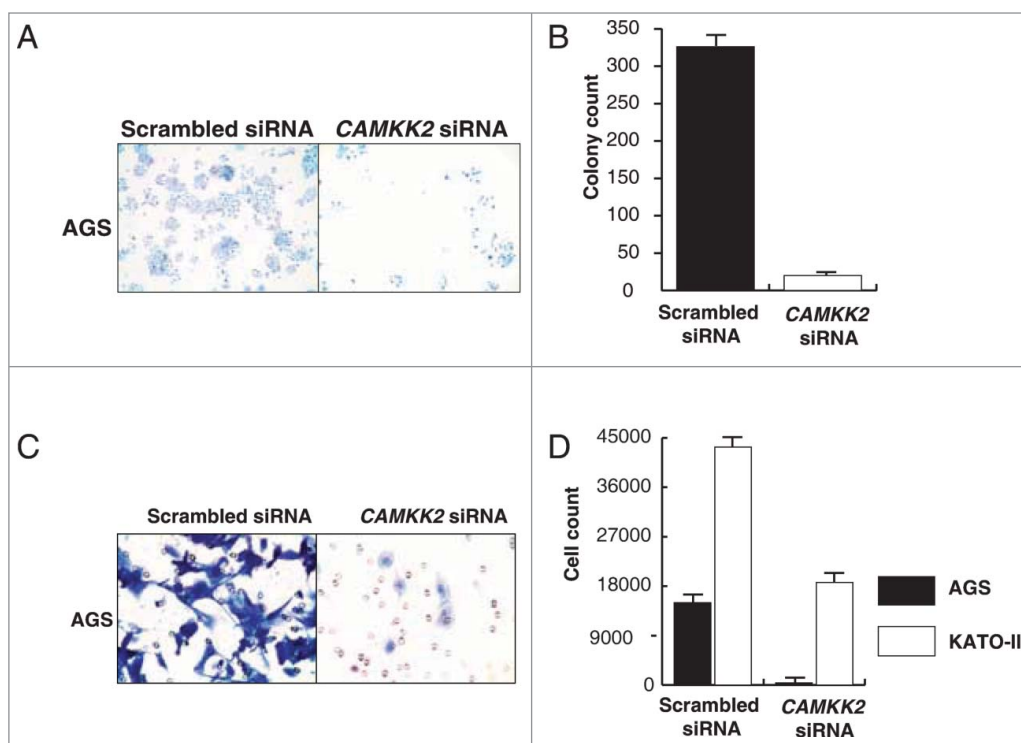 A
Scrambled siRNA CAMKK2 siRNA
AGS
B
Colony count
350
300
250
200
150
100
50
0
Scrambled siRNA
CAMKK2 siRNA
C
Scrambled siRNA CAMKK2 siRNA
AGS
D
Cell count
45000
36000
27000
18000
9000
0
Scrambled siRNA
CAMKK2 siRNA
AGS
KATO-II